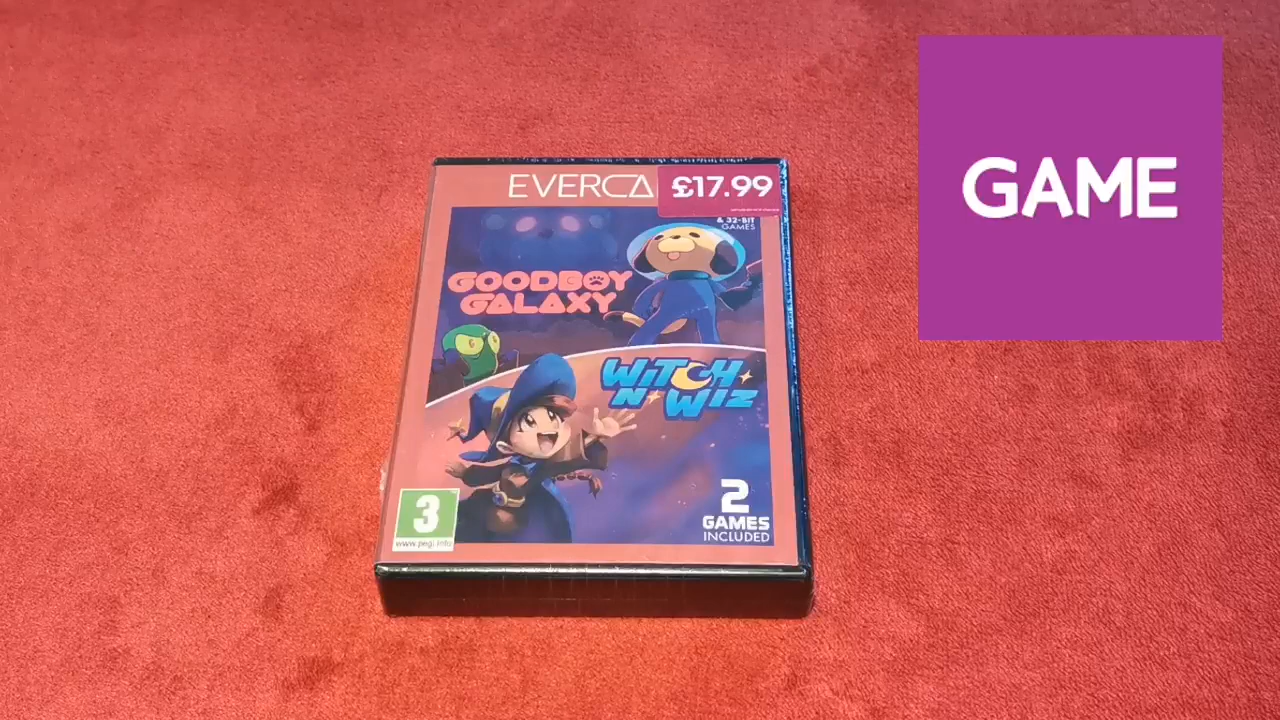 EVERCA
£17.99
& 32-BIT
GAMES
GOODBOY
GALAXY
WITCH
N WIZ
2
GAMES
INCLUDED
3
www.pegi.info
GAME